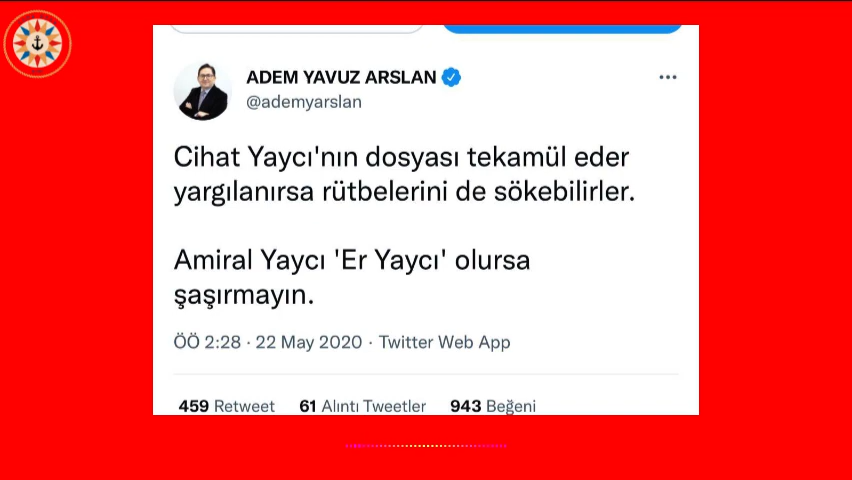 ADEM YAVUZ ARSLAN
@ademyarslan
Cihat Yaycı'nın dosyası tekamül eder
yargılanırsa rütbelerini de sökebilirler.
Amiral Yaycı 'Er Yaycı' olursa
şaşırmayın.
ÖÖ 2:28 · 22 May 2020 · Twitter Web App
459 Retweet 61 Alıntı Tweetler 943 Beğeni